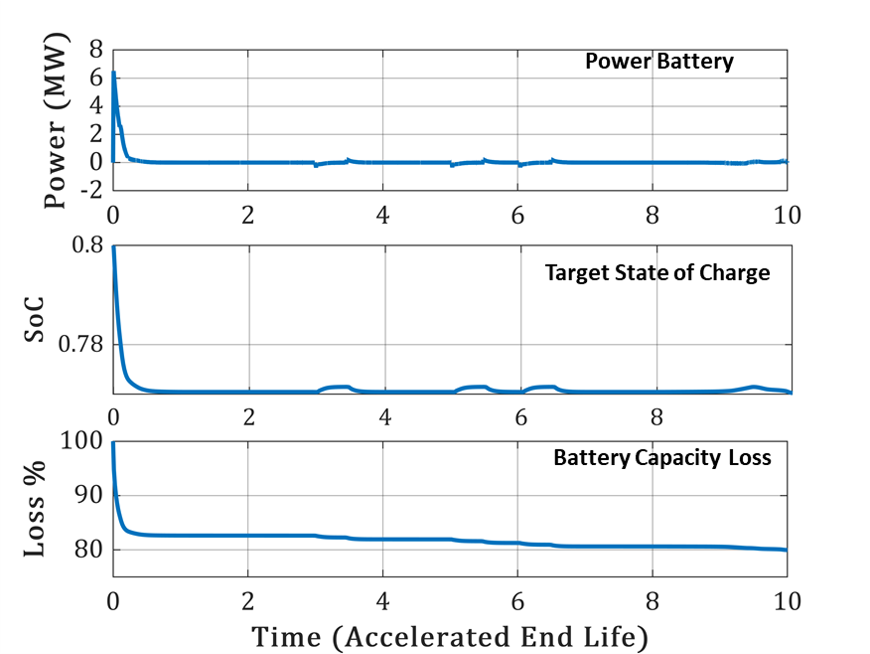 Power (MW)
8
6
4
2
0
-2
Power Battery
0 2 4 6 8 10
SoC
0.8
0.78
Target State of Charge
0 2 4 6 8
Loss %
100
90
80
Battery Capacity Loss
0 2 4 6 8 10
Time (Accelerated End Life)